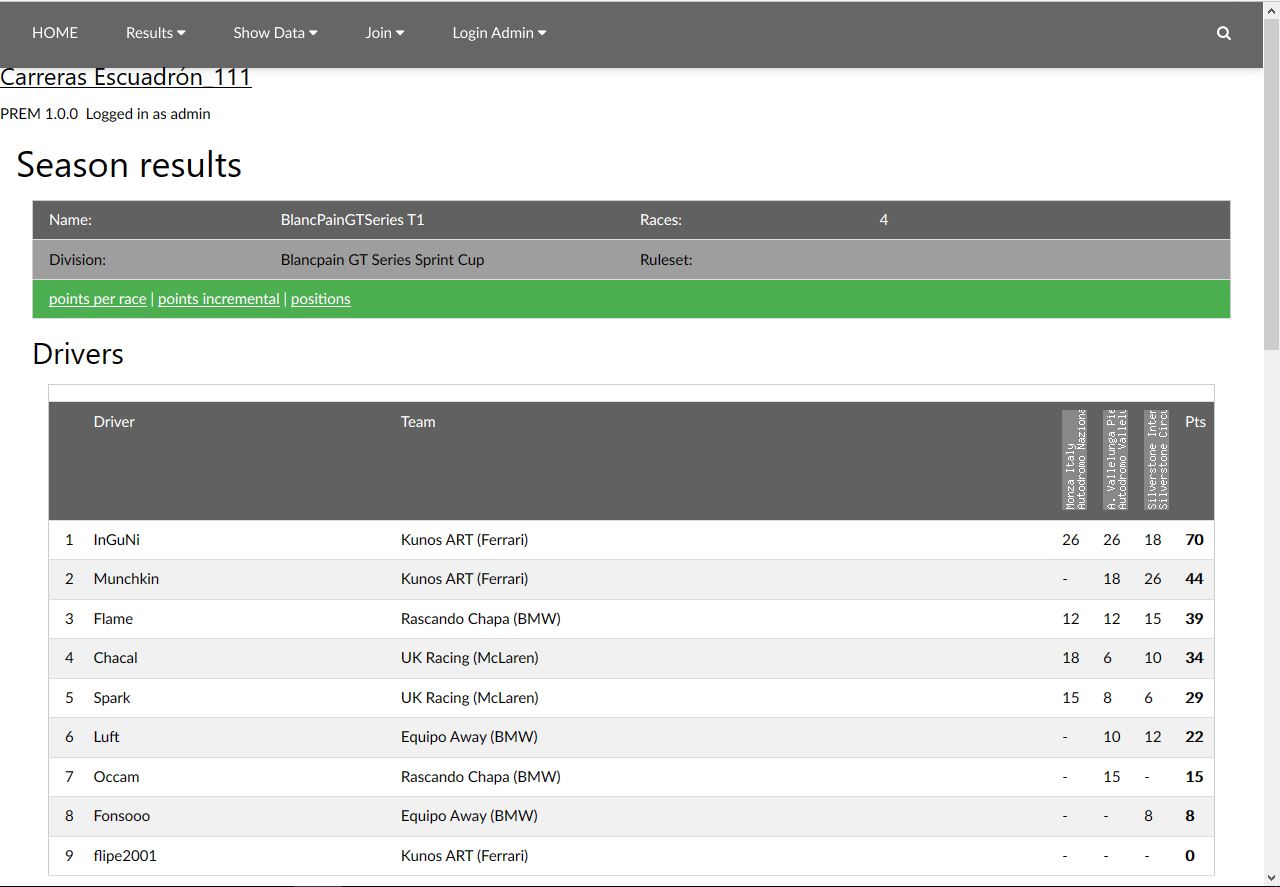 HOME Results Show Data Join Login Admin
Carreras Escuadrón_111
PREM 1.0.0 Logged in as admin
Season results
Name: BlancPainGTSeries T1 Races: 4
Division: Blancpain GT Series Sprint Cup Ruleset:
points per race | points incremental | positions
Drivers
Driver Team
Monza Italy
Autodromo Naziona
A. Vallelunga Pie
Autodromo Vallelu
Silverstone Inter
Silverstone Circu
Pts
1 InGuNi Kunos ART (Ferrari) 26 26 18 70
2 Munchkin Kunos ART (Ferrari) - 18 26 44
3 Flame Rascando Chapa (BMW) 12 12 15 39
4 Chacal UK Racing (McLaren) 18 6 10 34
5 Spark UK Racing (McLaren) 15 8 6 29
6 Luft Equipo Away (BMW) - 10 12 22
7 Occam Rascando Chapa (BMW) - 15 - 15
8 Fonsooo Equipo Away (BMW) - - 8 8
9 flipe2001 Kunos ART (Ferrari) - - - 0